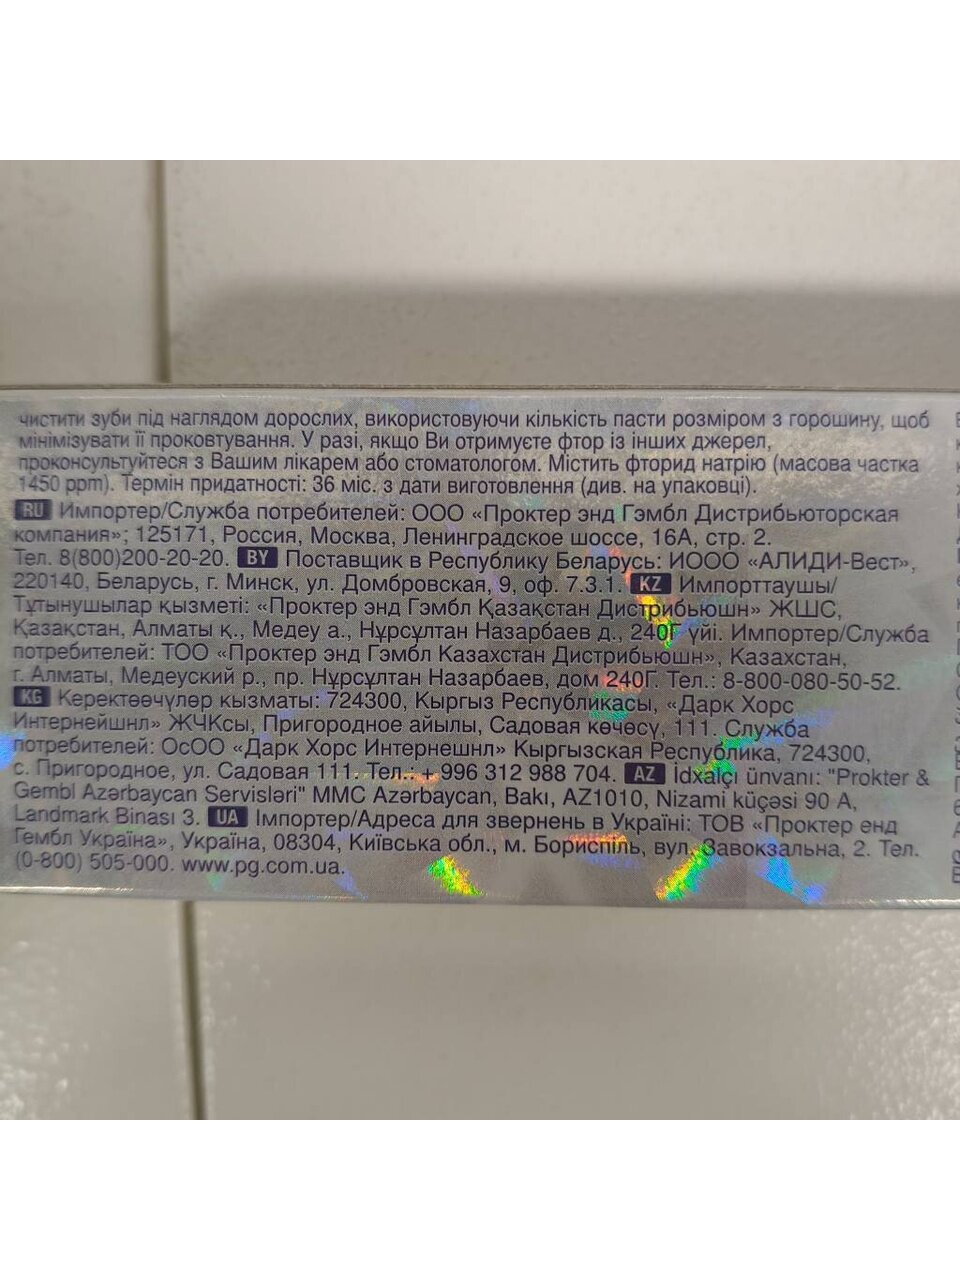 чистити зуби під наглядом дорослих, використовуючи кількість пасти розміром з горошину, щоб
мінімізувати її проковтування. У разі, якщо Ви отримуєте фтор із інших джерел,
проконсультуйтеся з Вашим лікарем або стоматологом. Містить фторид натрію (масова частка
1450 ppm). Термін придатності: 36 міс. з дати виготовлення (див. на упаковці).
RU Импортер/Служба потребителей: ООО «Проктер энд Гэмбл Дистрибьюторская
компания»; 125171, Россия, Москва, Ленинградское шоссе, 16А, стр. 2.
Тел. 8(800)200-20-20. BY Поставщик в Республику Беларусь: ИООО «АЛИДИ-Вест»,
220140, Беларусь, г. Минск, ул. Домбровская, 9, оф. 7.3.1. KZ Импорттаушы/
Тұтынушылар қызметі: «Проктер энд Гэмбл Қазақстан Дистрибьюшн» ЖШС,
Қазақстан, Алматы қ., Медеу а., Нұрсұлтан Назарбаев д., 240Г үйі. Импортер/Служба
потребителей: ТОО «Проктер энд Гэмбл Казахстан Дистрибьюшн», Казахстан,
г. Алматы, Медеуский р., пр. Нұрсұлтан Назарбаев, дом 240Г. Тел.: 8-800-080-50-52.
KG Керектөөчүлөр кызматы: 724300, Кыргыз Республикасы, «Дарк Хорс
Интернейшнл» ЖЧКсы, Пригородное айылы, Садовая көчөсү, 111. Служба
потребителей: ОсОО «Дарк Хорс Интернешнл» Кыргызская Республика, 724300,
с. Пригородное, ул. Садовая 111. Тел.: + 996 312 988 704. AZ İdxalçı ünvanı: "Prokter &
Gembl Azərbaycan Servisləri" MMC Azərbaycan, Bakı, AZ1010, Nizami küçəsi 90 A,
Landmark Binası 3. UA Імпортер/Адреса для звернень в Україні: ТОВ «Проктер енд
Гембл Україна», Україна, 08304, Київська обл., м. Бориспіль, вул. Завокзальна, 2. Тел.
(0-800) 505-000. www.pg.com.ua.